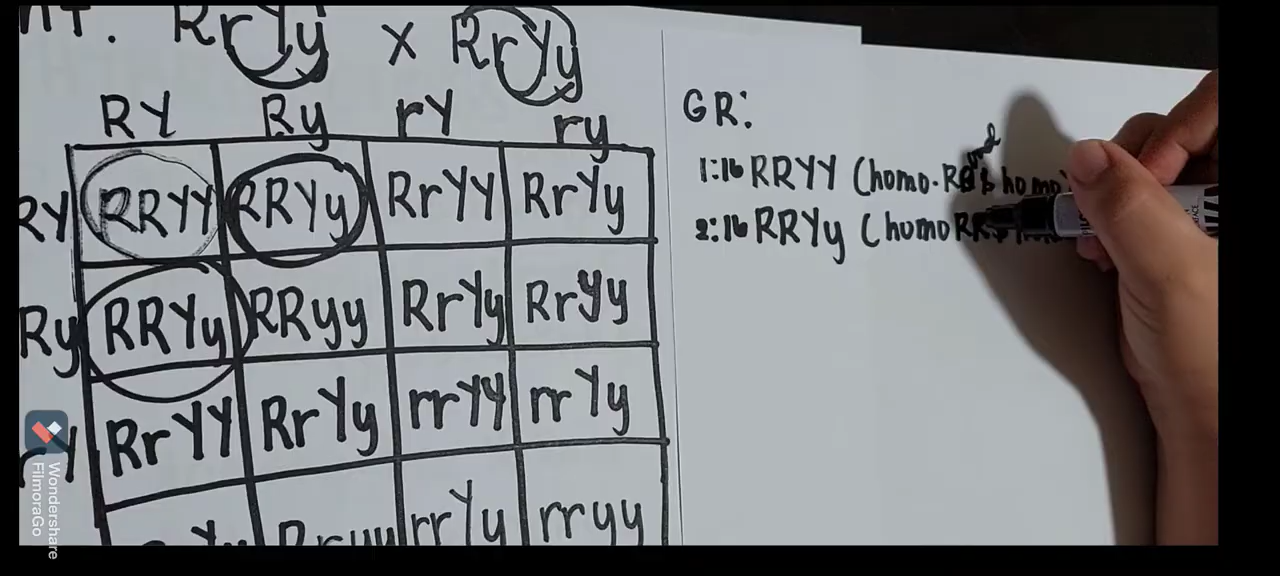 RrYy x RrYy
RY Ry rY ry
RY RRYY RRYy RrYY RrYy
Ry RRYy RRyy RrYy Rryy
RrYY RrYy rrYY rrYy
Rryy rrYy rryy
GR:
1:16 RRYY (homo. homo
2:16 RRYy (homo
Wondershare
FilmoraGo